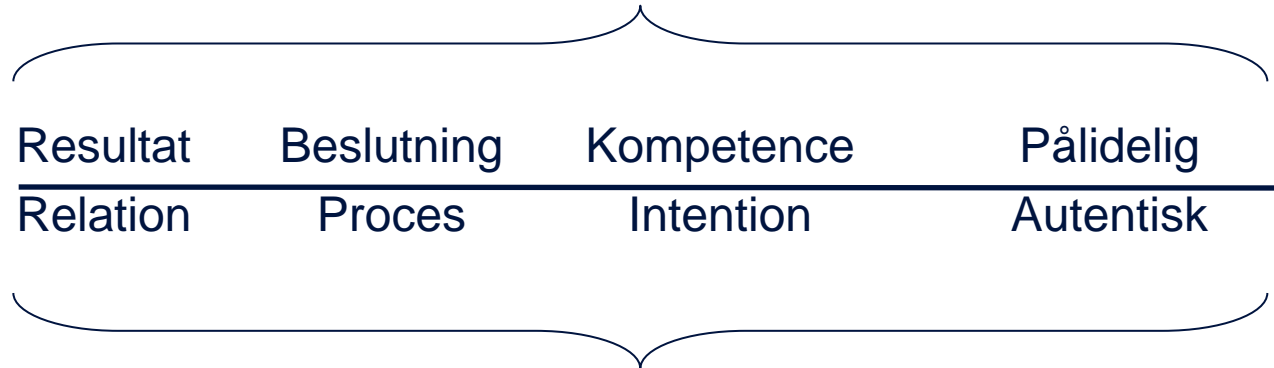 Resultat Beslutning Kompetence Pålidelig
Relation Proces Intention Autentisk